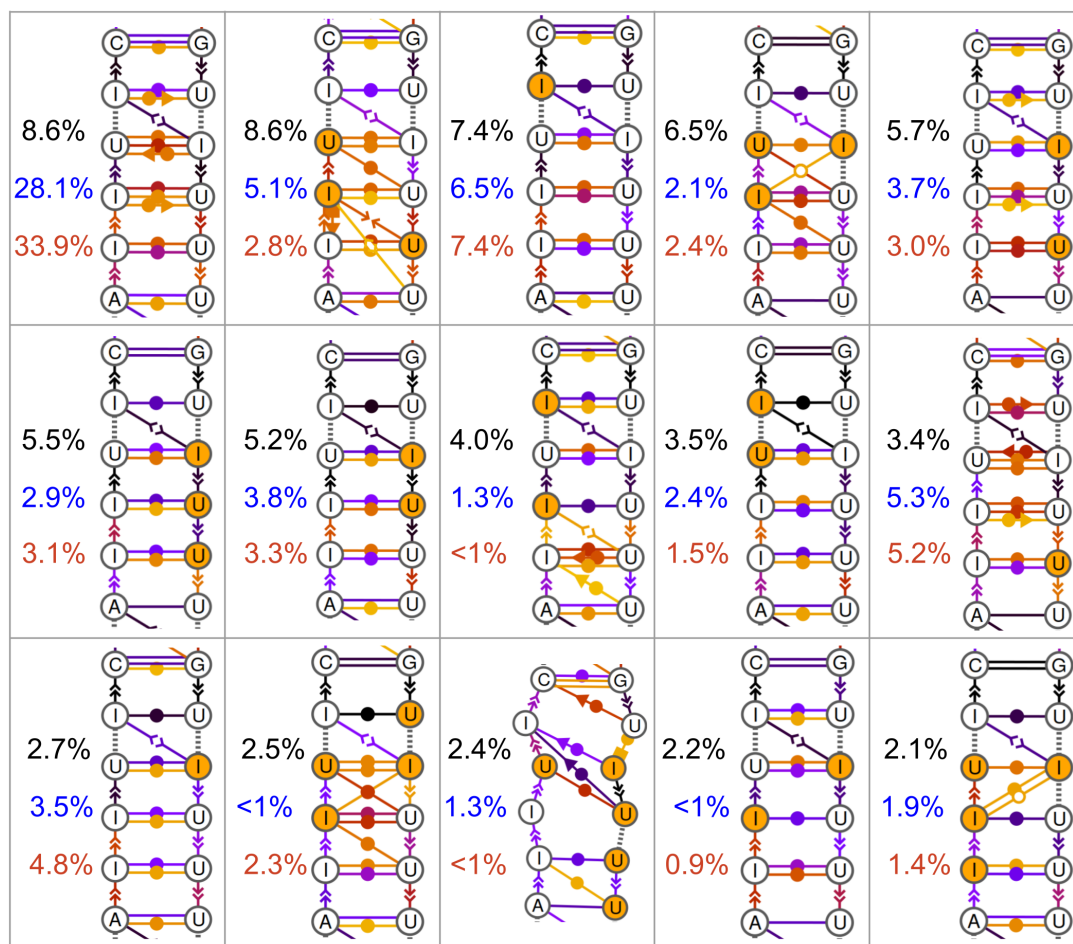 C G
I U
8.6%
U I
28.1%
I U
33.9%
I U
A U
C G
I U
8.6%
U I
5.1%
I U
2.8%
I U
A U
C G
I U
7.4%
U I
6.5%
I U
7.4%
I U
A U
C G
I U
6.5%
U I
2.1%
I U
2.4%
I U
A U
C G
I U
5.7%
U I
3.7%
I U
3.0%
I U
A U
C G
I U
5.5%
U I
2.9%
I U
3.1%
I U
A U
C G
I U
5.2%
U I
3.8%
I U
3.3%
I U
A U
C G
I U
4.0%
U I
1.3%
I U
<1%
I U
A U
C G
I U
3.5%
U I
2.4%
I U
1.5%
I U
A U
C G
I U
3.4%
U I
5.3%
I U
5.2%
I U
A U
C G
I U
2.7%
U I
3.5%
I U
4.8%
I U
A U
C G
I U
2.5%
U I
<1%
I U
2.3%
I U
A U
C G
I U
2.4%
U I
1.3%
I U
<1%
I U
A U
C G
I U
2.2%
U I
<1%
I U
0.9%
I U
A U
C G
I U
2.1%
U I
1.9%
I U
1.4%
I U
A U